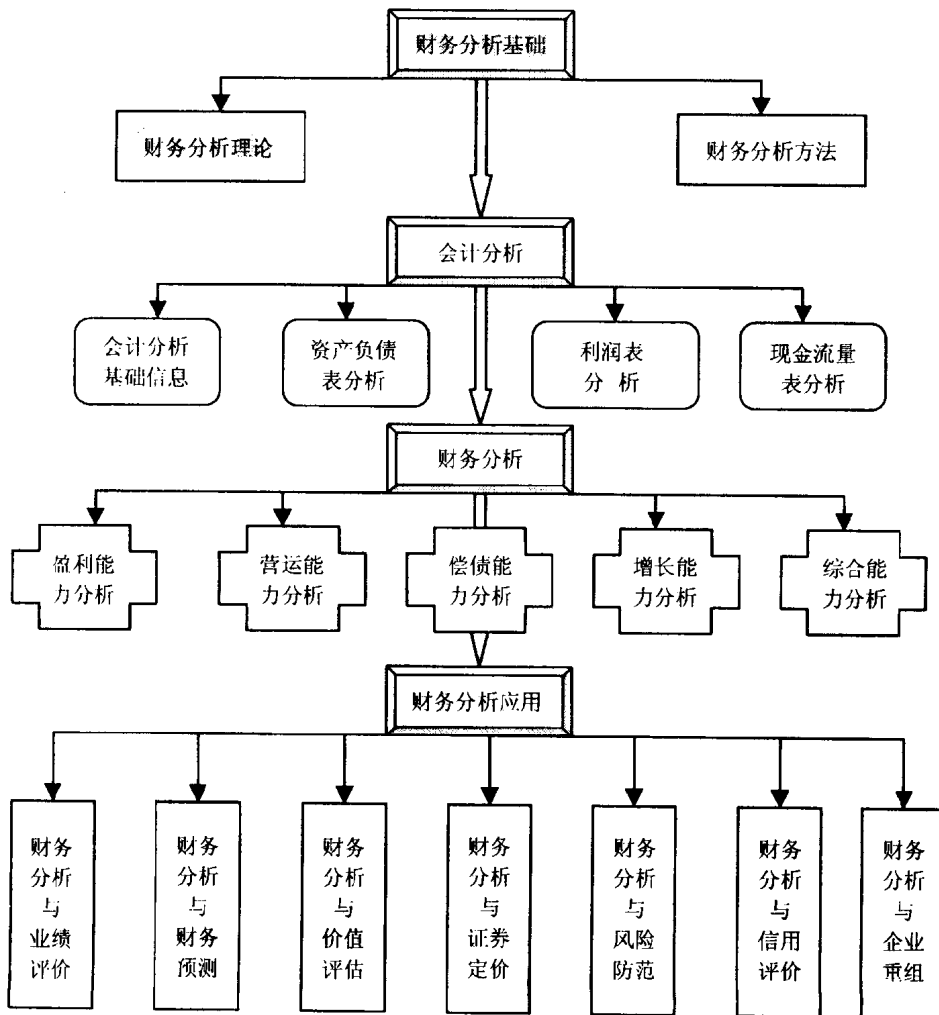 财务分析基础
财务分析理论
财务分析方法
会计分析
会计分析
基础信息
资产负债
表分析
利润表
分 析
现金流量
表分析
财务分析
盈利能
力分析
营运能
力分析
偿债能
力分析
增长能
力分析
综合能
力分析
财务分析应用
财务
分析
与
业绩
评价
财务
分析
与
财务
预测
财务
分析
与
价值
评估
财务
分析
与
证券
定价
财务
分析
与
风险
防范
财务
分析
与
信用
评价
财务
分析
与
企业
重组